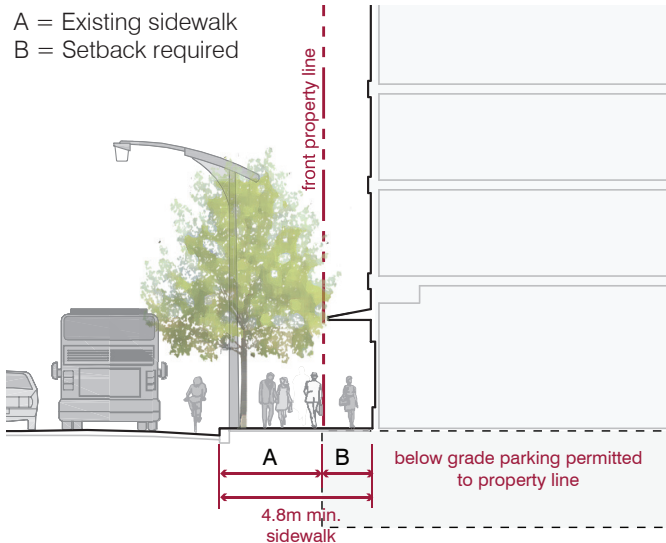 A = Existing sidewalk
B = Setback required
front property line
A
B
below grade parking permitted
to property line
4.8m min.
sidewalk